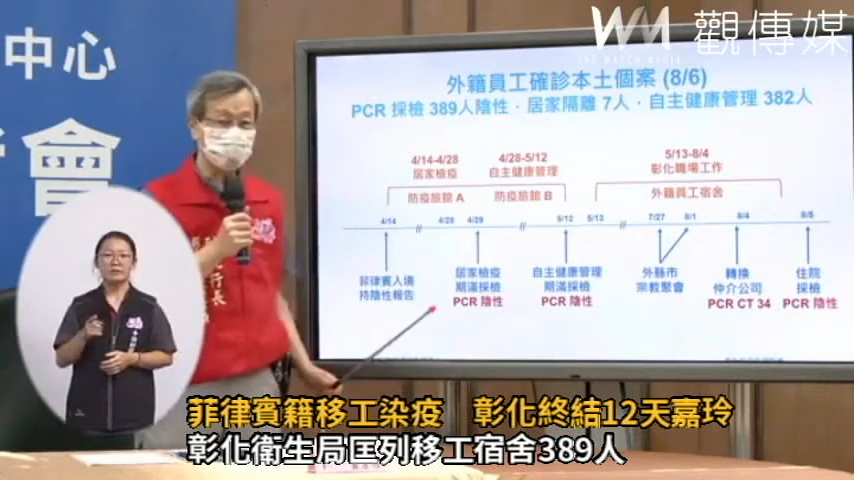 WM 觀傳媒
THE WATCH MEDIA
中心
會
外籍員工確診本土個案 (8/6)
PCR 採檢 389人陰性．居家隔離 7人．自主健康管理 382人
4/14-4/28
居家檢疫
4/28-5/12
自主健康管理
5/13-8/4
彰化職場工作
防疫旅館 A
防疫旅館 B
外籍員工宿舍
4/14
4/28
4/29
5/12
5/13
7/27
8/1
8/4
8/5
菲律賓入境
持陰性報告
居家檢疫
期滿採檢
PCR 陰性
自主健康管理
期滿採檢
PCR 陰性
外縣市
宗教聚會
轉換
仲介公司
PCR CT 34
住院
採檢
PCR 陰性
行長
菲律賓籍移工染疫 彰化終結12天嘉玲
彰化衛生局匡列移工宿舍389人